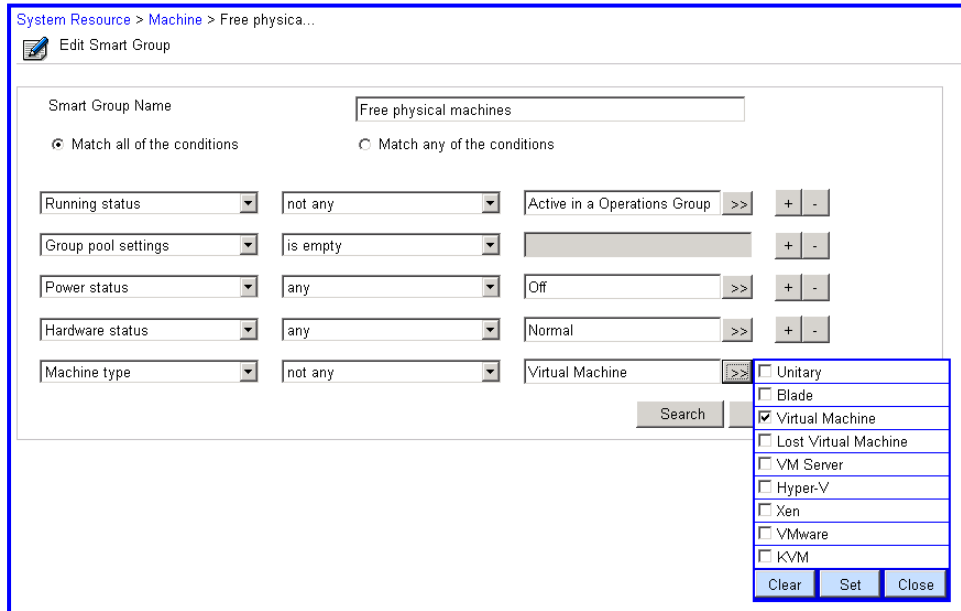 System Resource > Machine > Free physica...
Edit Smart Group
Smart Group Name
Free physical machines
Match all of the conditions
Match any of the conditions
Running status not any Active in a Operations Group >> + -
Group pool settings is empty + -
Power status any Off >> + -
Hardware status any Normal >> + -
Machine type not any Virtual Machine >>
Search
Unitary
Blade
Virtual Machine
Lost Virtual Machine
VM Server
Hyper-V
Xen
VMware
KVM
Clear Set Close